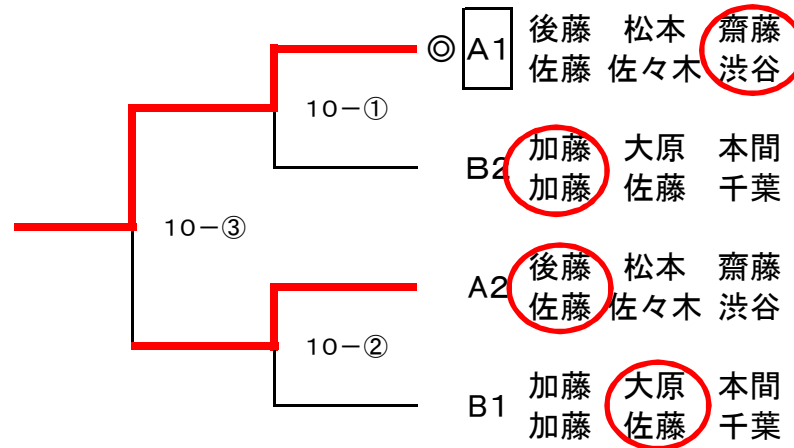 ◎ A1 後藤 松本 齋藤
佐藤 佐々木 渋谷
10-①
B2 加藤 大原 本間
加藤 佐藤 千葉
10-③
A2 後藤 松本 齋藤
佐藤 佐々木 渋谷
10-②
B1 加藤 大原 本間
加藤 佐藤 千葉